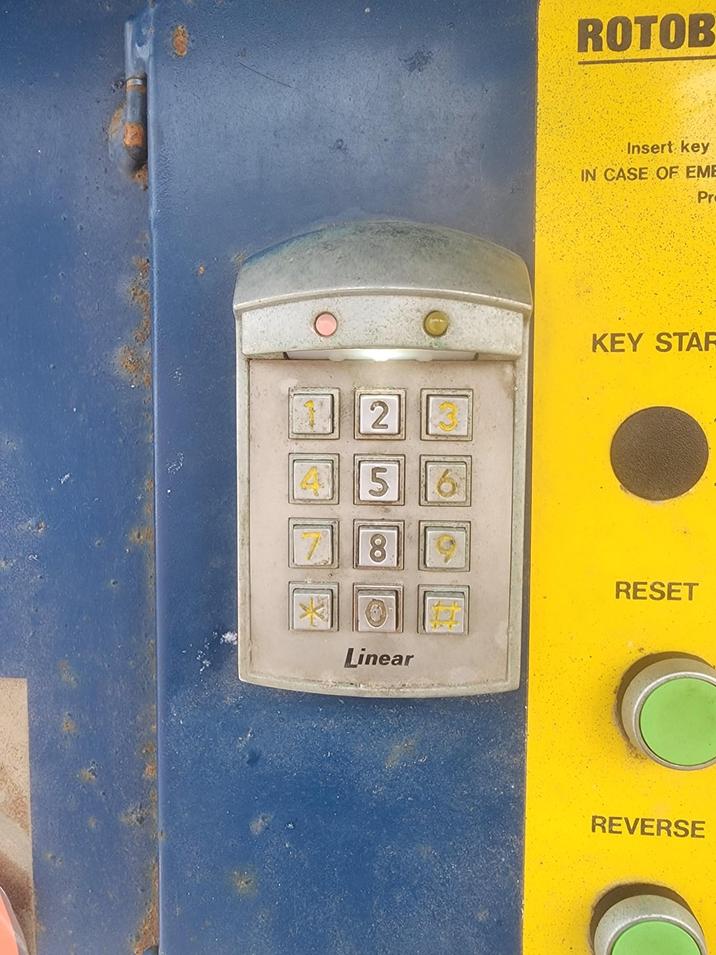 ROTOB
Insert key
IN CASE OF EME
Pr
KEY STAR
1 2 3
4 5 6
7 8 9
* 0 #
Linear
RESET
REVERSE